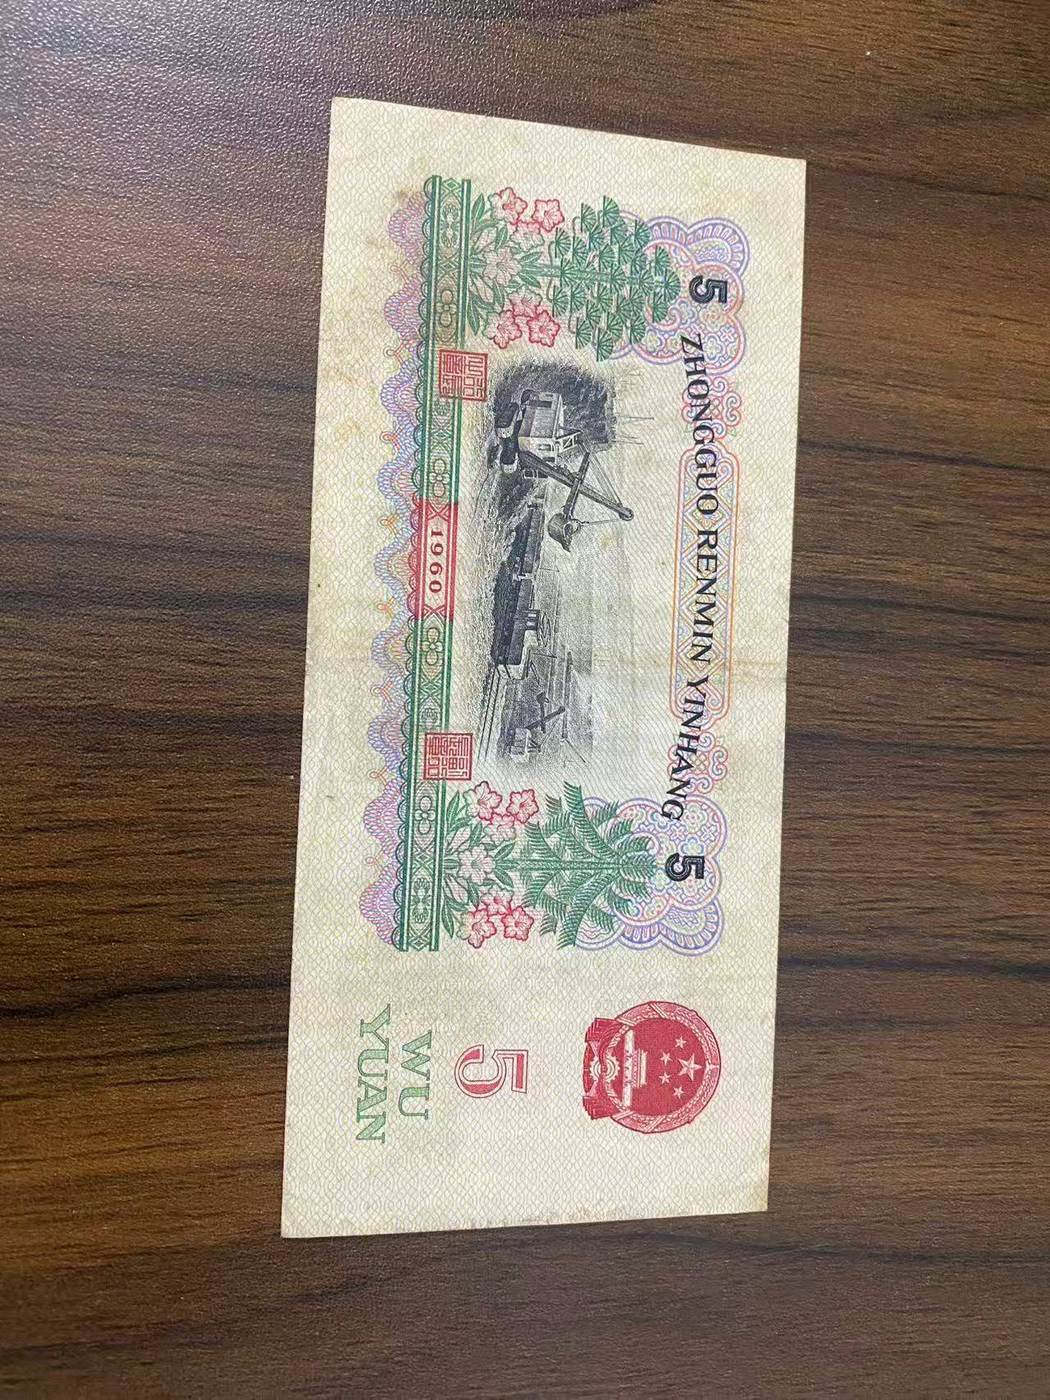 5 ZHONGGUO RENMIN YINHANG 5
1960
5
WU
YUAN